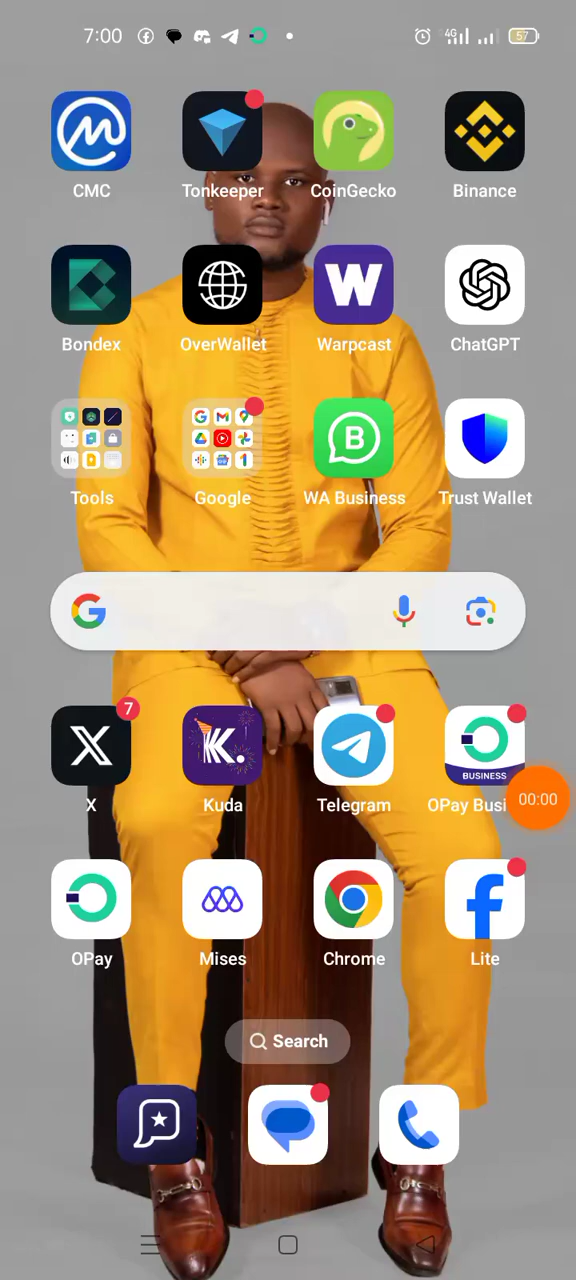 7:00 4G 57
CMC Tonkeeper CoinGecko Binance
Bondex OverWallet Warpcast ChatGPT
Tools Google WA Business Trust Wallet
7
BUSINESS
X Kuda Telegram OPay Busi
00:00
OPay Mises Chrome Lite
Search